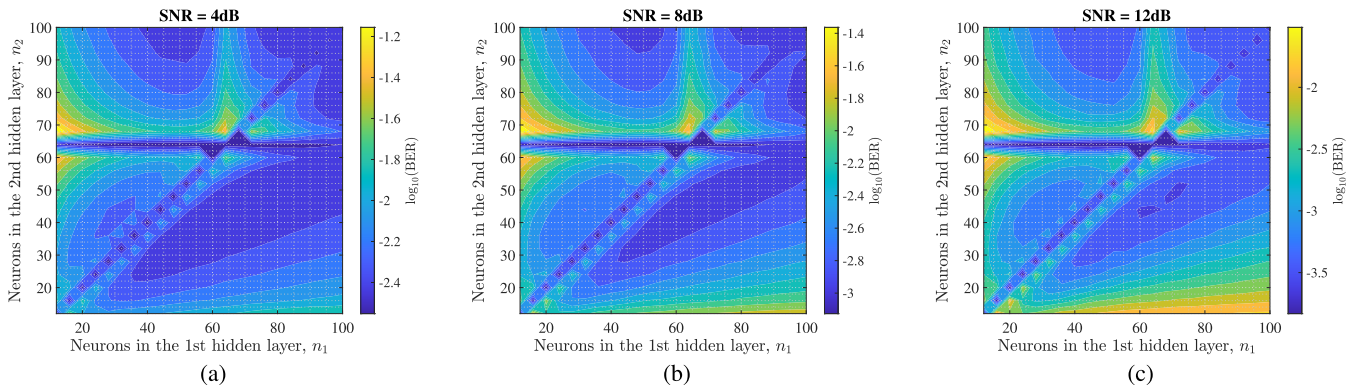 SNR = 4dB
100
90
80
70
60
50
40
30
20
20 40 60 80 100
Neurons in the 2nd hidden layer, n₂
Neurons in the 1st hidden layer, n₁
-1.2
-1.4
-1.6
-1.8
-2
-2.2
-2.4
log₁₀(BER)
(a)
SNR = 8dB
100
90
80
70
60
50
40
30
20
20 40 60 80 100
Neurons in the 2nd hidden layer, n₂
Neurons in the 1st hidden layer, n₁
-1.4
-1.6
-1.8
-2
-2.2
-2.4
-2.6
-2.8
-3
log₁₀(BER)
(b)
SNR = 12dB
100
90
80
70
60
50
40
30
20
20 40 60 80 100
Neurons in the 2nd hidden layer, n₂
Neurons in the 1st hidden layer, n₁
-2
-2.5
-3
-3.5
log₁₀(BER)
(c)